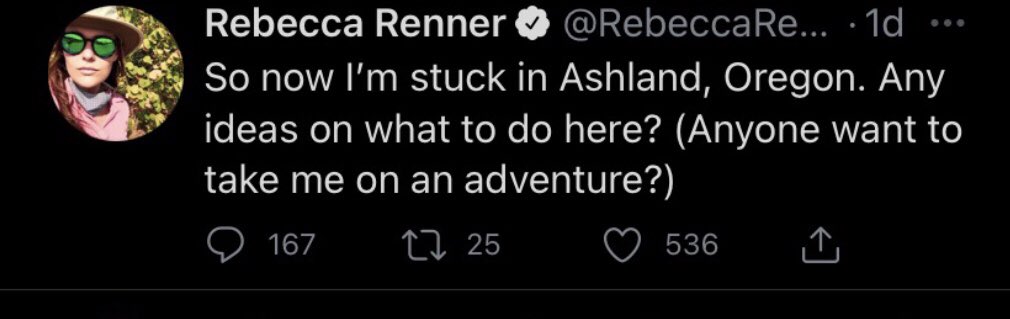 Rebecca Renner @RebeccaRe... · 1d
So now I'm stuck in Ashland, Oregon. Any
ideas on what to do here? (Anyone want to
take me on an adventure?)
167 25 536